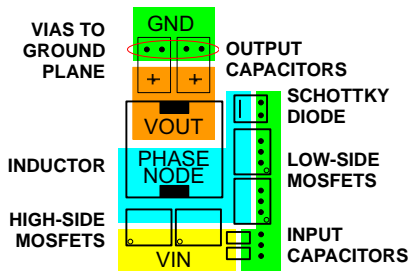 VIAS TO
GROUND
PLANE
GND
OUTPUT
CAPACITORS
VOUT
SCHOTTKY
DIODE
INDUCTOR
PHASE
NODE
LOW-SIDE
MOSFETS
HIGH-SIDE
MOSFETS
VIN
INPUT
CAPACITORS